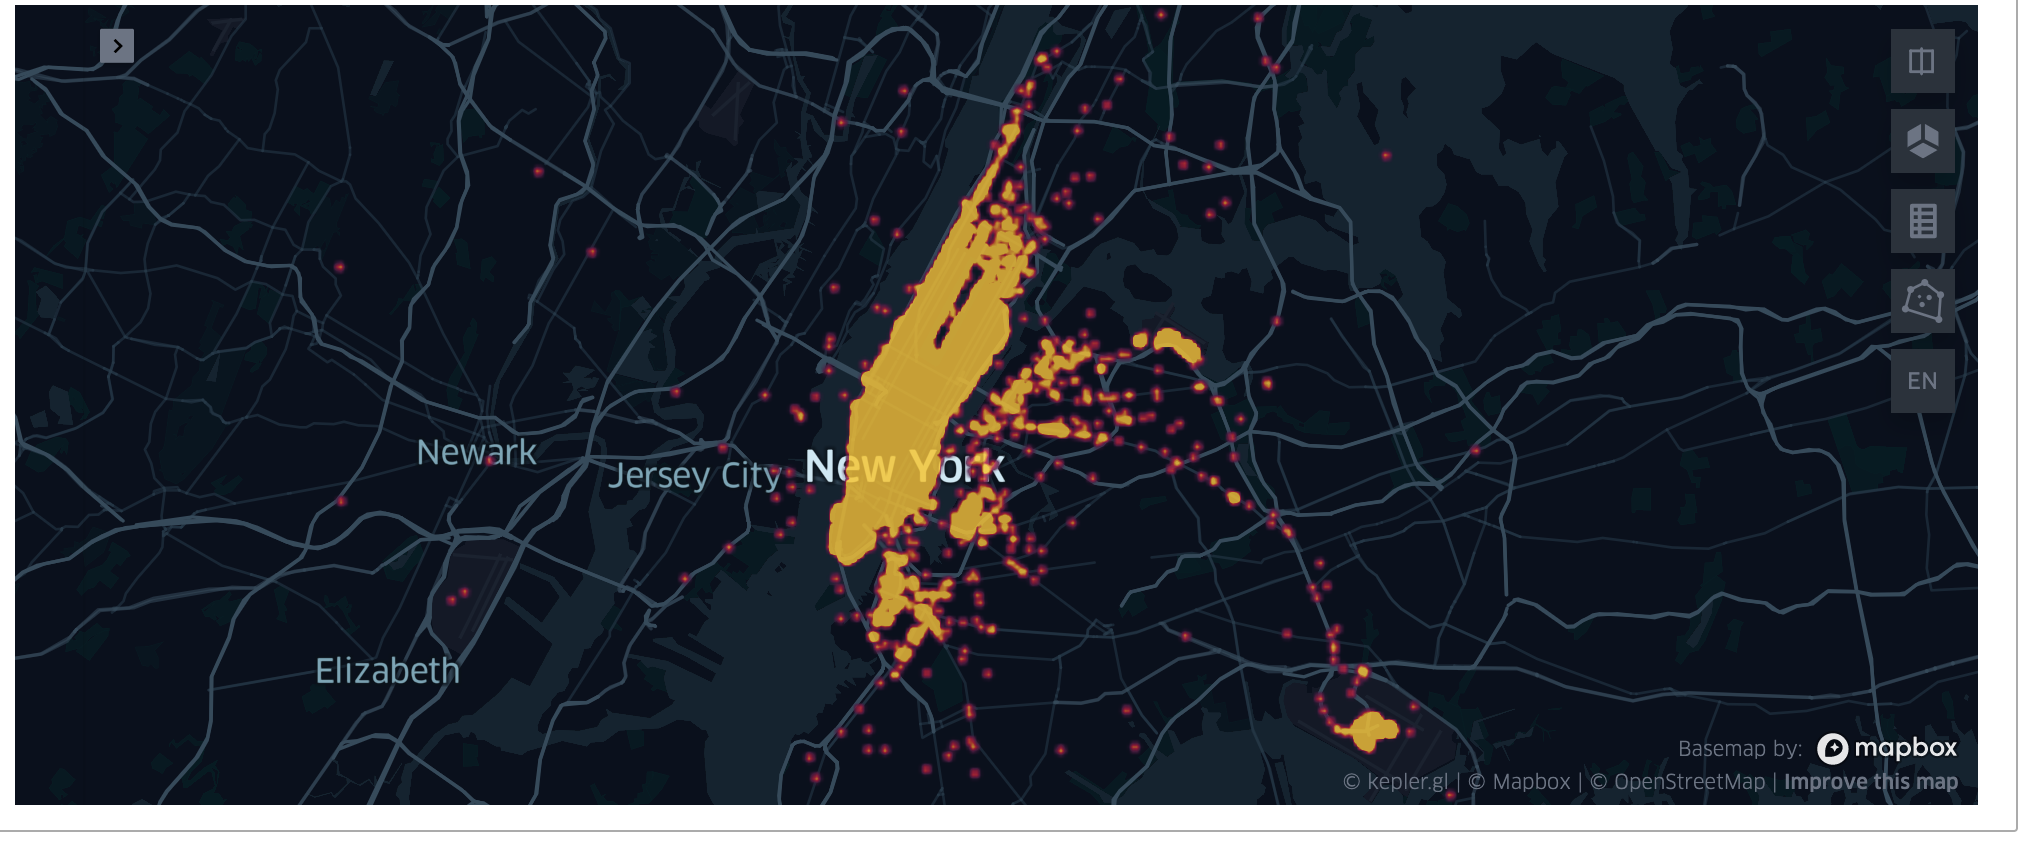 EN
Newark
Jersey City
New York
Elizabeth
Basemap by: mapbox
© kepler.gl | © Mapbox | © OpenStreetMap | Improve this map